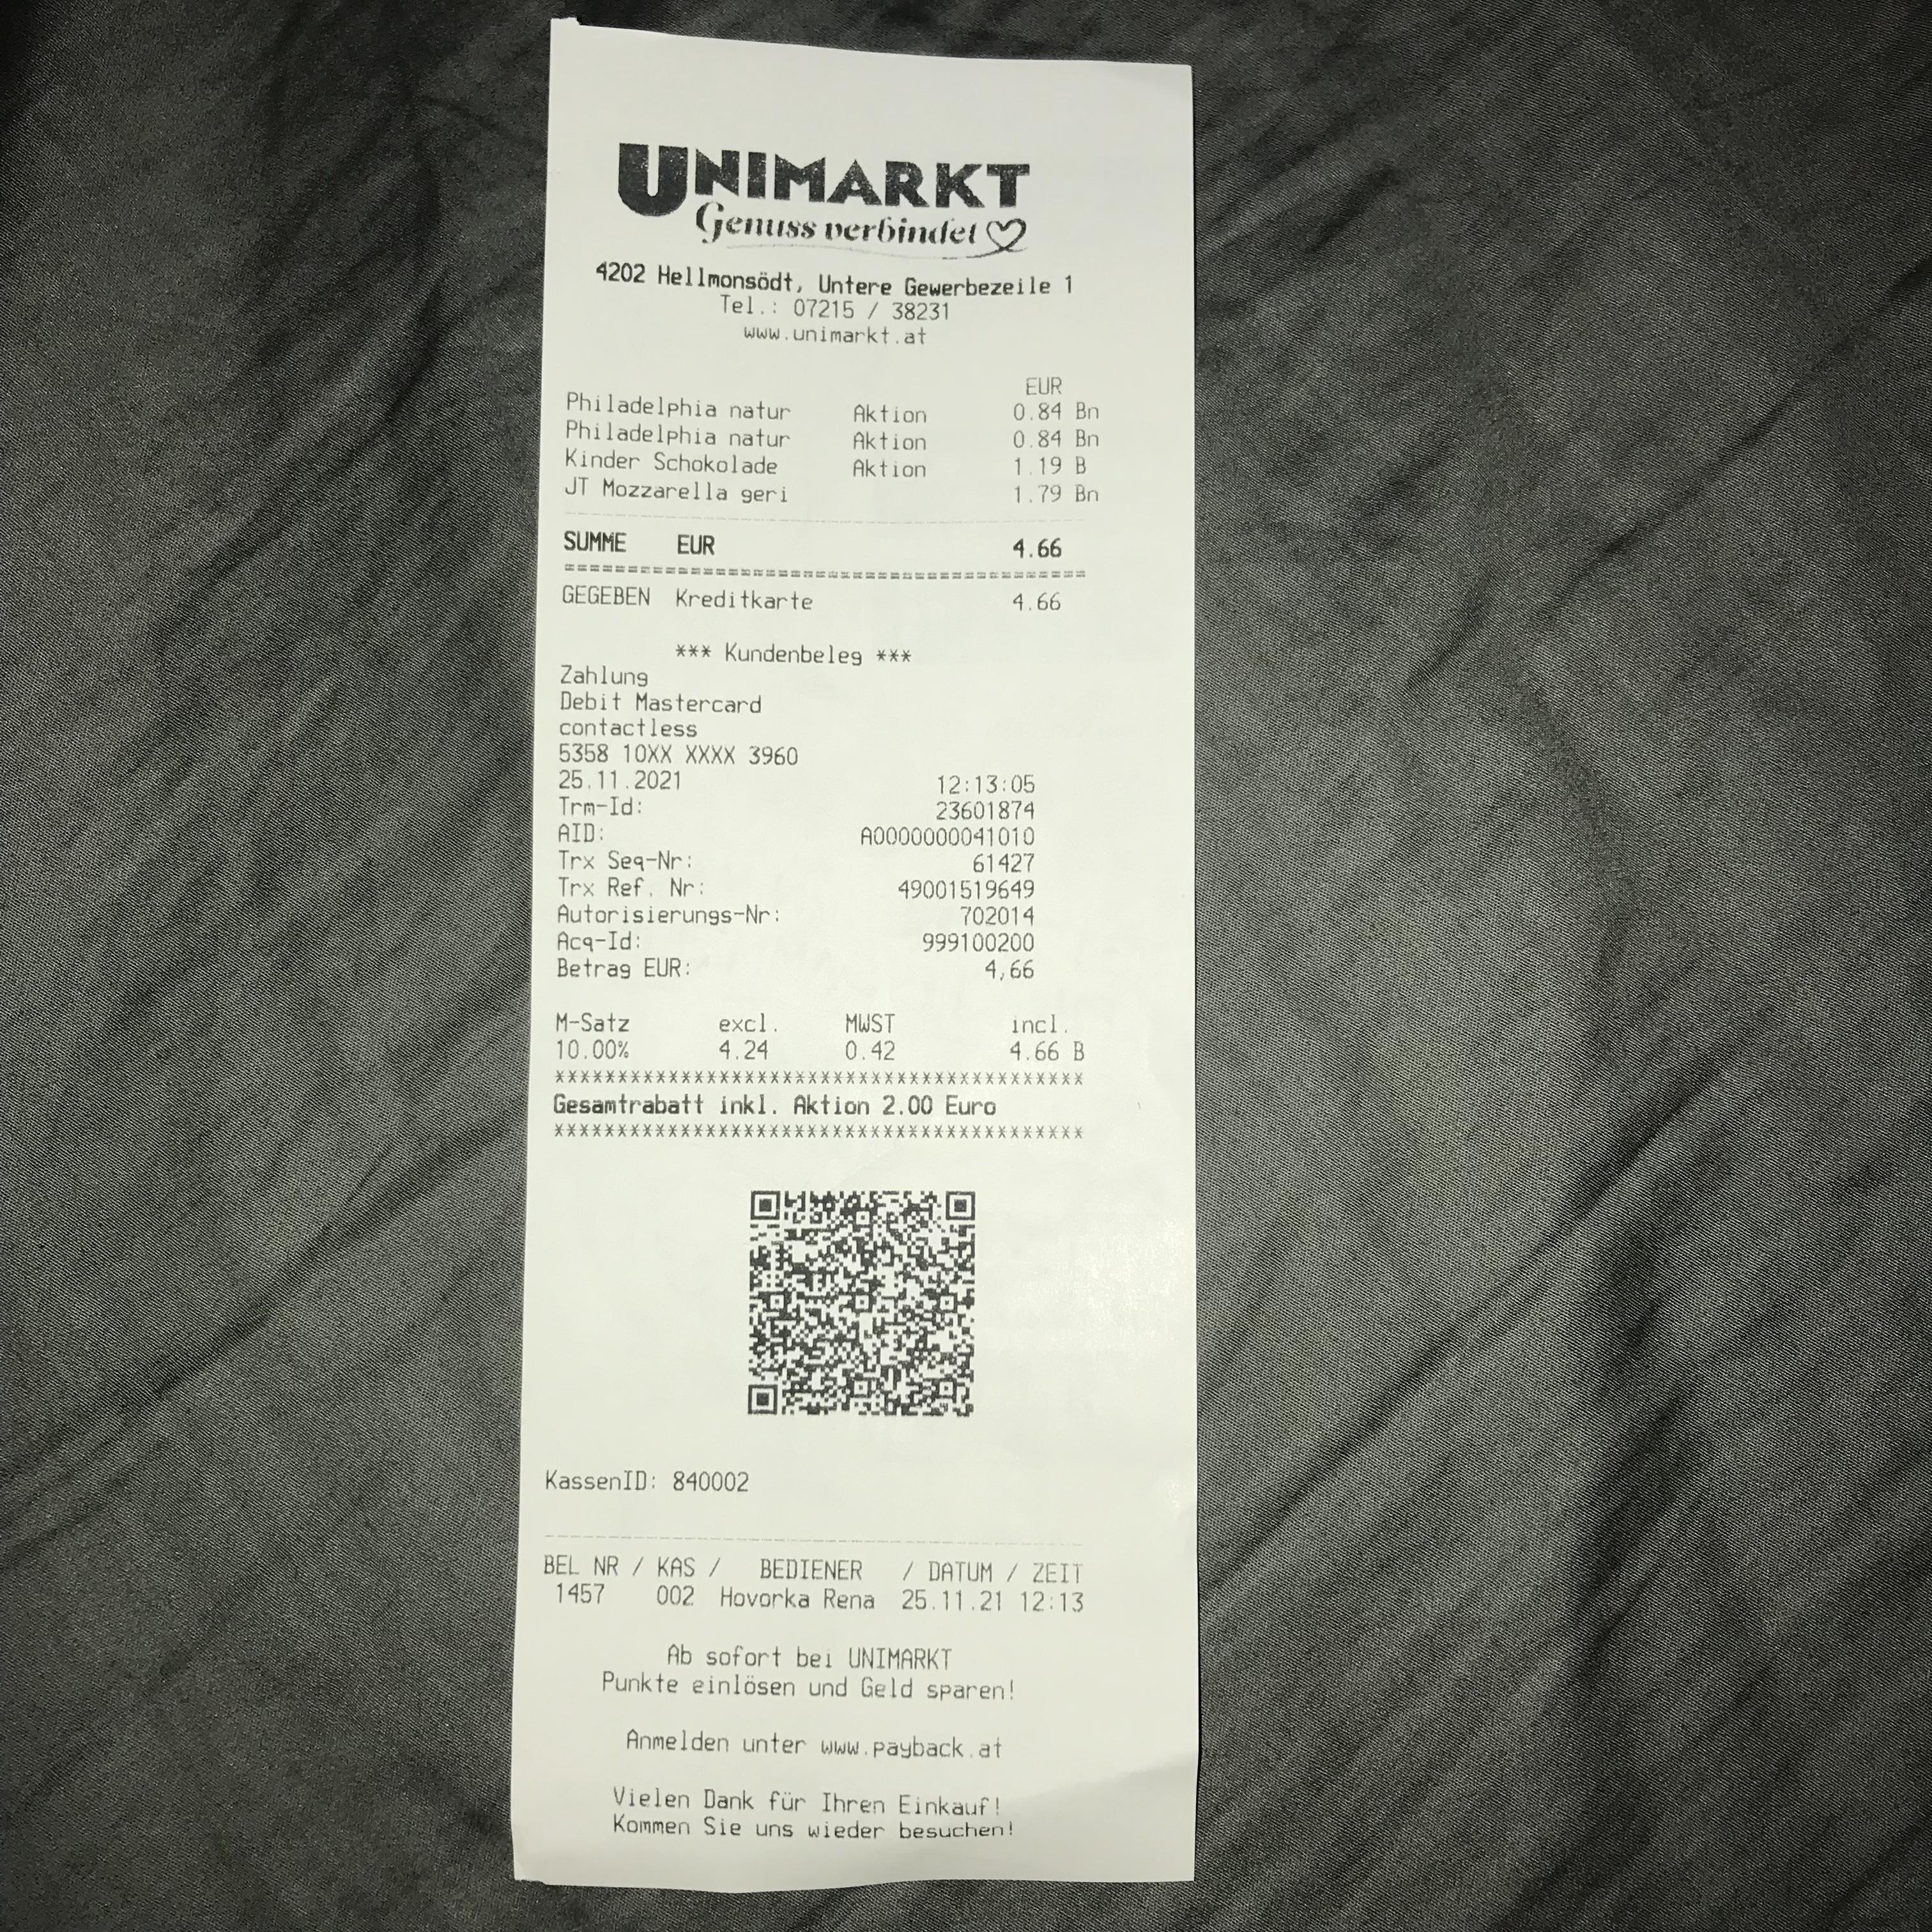 UNIMARKT
Genuss verbindet
4202 Hellmonsödt, Untere Gewerbezeile 1
Tel.: 07215 / 38231
www.unimarkt.at
EUR
Philadelphia natur Aktion 0.84 Bn
Philadelphia natur Aktion 0.84 Bn
Kinder Schokolade Aktion 1.19 B
JT Mozzarella geri 1.79 Bn
SUMME EUR 4.66
GEGEBEN Kreditkarte 4.66
*** Kundenbeleg ***
Zahlung
Debit Mastercard
contactless
5358 10XX XXXX 3960
25.11.2021 12:13:05
Trm-Id: 23601874
AID: A0000000041010
Trx Seq-Nr: 61427
Trx Ref. Nr: 49001519649
Autorisierungs-Nr: 702014
Acq-Id: 999100200
Betrag EUR: 4,66
M-Satz excl. MWST incl.
10.00% 4.24 0.42 4.66 B
******************************************
Gesamtrabatt inkl. Aktion 2.00 Euro
******************************************
KassenID: 840002
BEL NR / KAS / BEDIENER / DATUM / ZEIT
1457 002 Hovorka Rena 25.11.21 12:13
Ab sofort bei UNIMARKT
Punkte einlösen und Geld sparen!
Anmelden unter www.payback.at
Vielen Dank für Ihren Einkauf!
Kommen Sie uns wieder besuchen!